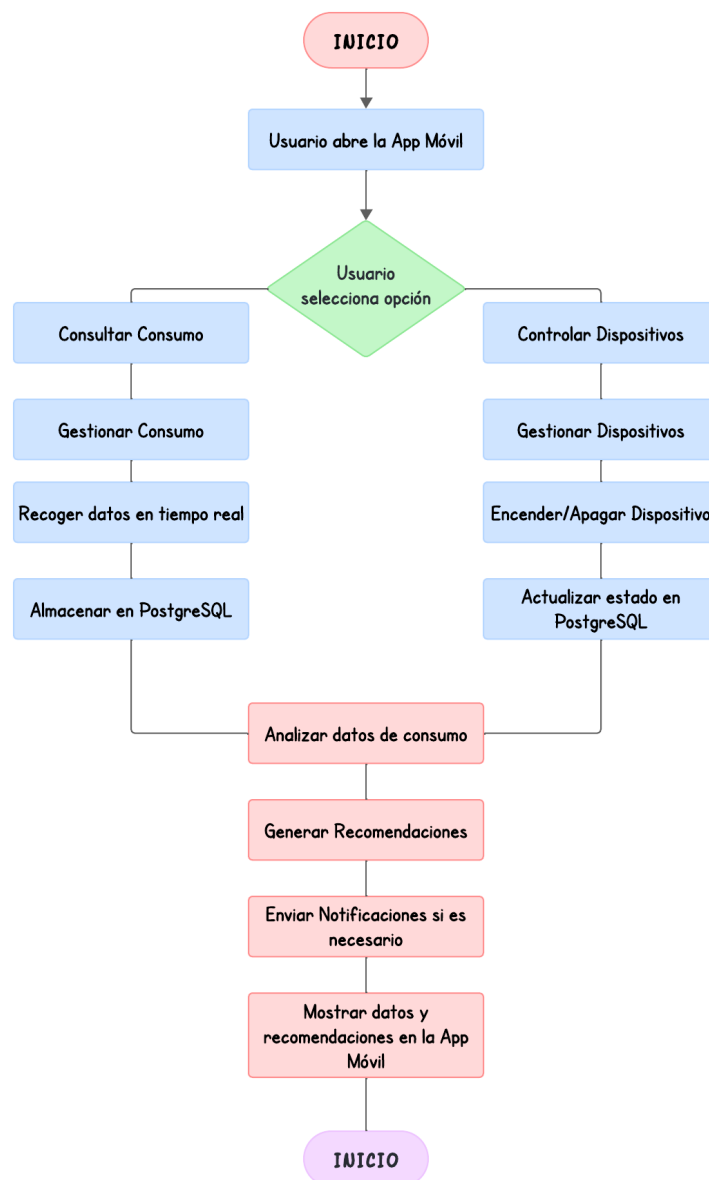 INICIO
Usuario abre la App Móvil
Usuario
selecciona opción
Consultar Consumo
Controlar Dispositivos
Gestionar Consumo
Gestionar Dispositivos
Recoger datos en tiempo real
Encender/Apagar Dispositivo
Almacenar en PostgreSQL
Actualizar estado en
PostgreSQL
Analizar datos de consumo
Generar Recomendaciones
Enviar Notificaciones si es
necesario
Mostrar datos y
recomendaciones en la App
Móvil
INICIO